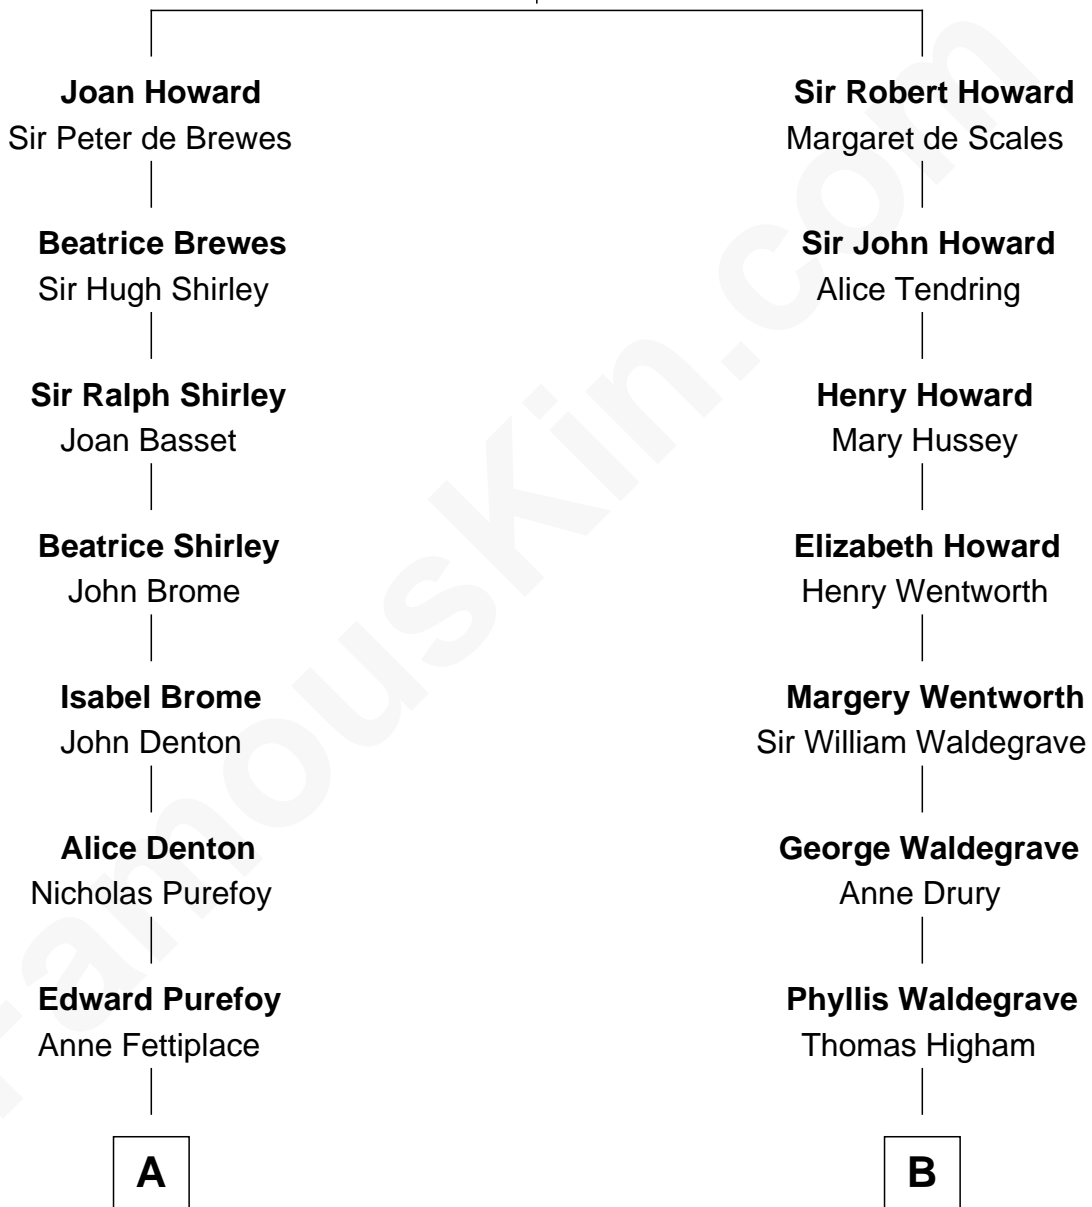 Joan Howard
Sir Peter de Brewes
Sir Robert Howard
Margaret de Scales
Beatrice Brewes
Sir Hugh Shirley
Sir John Howard
Alice Tendring
Sir Ralph Shirley
Joan Basset
Henry Howard
Mary Hussey
Beatrice Shirley
John Brome
Elizabeth Howard
Henry Wentworth
Isabel Brome
John Denton
Margery Wentworth
Sir William Waldegrave
Alice Denton
Nicholas Purefoy
George Waldegrave
Anne Drury
Edward Purefoy
Anne Fettiplace
Phyllis Waldegrave
Thomas Higham
A
B
FamousKin.com